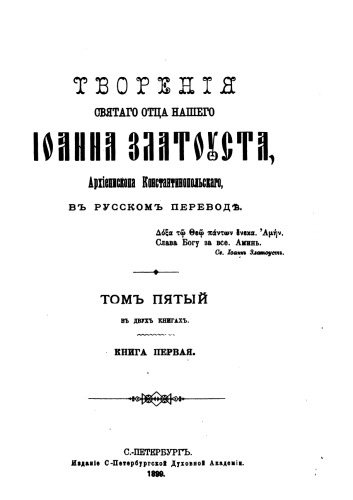 ТВОРЕНІЯ
СВЯТАГО ОТЦА НАШЕГО
ІОАННА ЗЛАТОУСТА,
Архіепископа Константинопольскаго,
ВЪ РУССКОМЪ ПЕРЕВОДѢ.
Δόξα τῷ Θεῷ πάντων ἕνεκα. Ἀμήν.
Слава Богу за все. Аминь.
Св. Іоаннъ Златоустъ.
ТОМЪ ПЯТЫЙ
ВЪ ДВУХЪ КНИГАХЪ.
КНИГА ПЕРВАЯ.
С.-ПЕТЕРБУРГЪ.
Изданіе С-Петербургской Духовной Академіи.
1899.